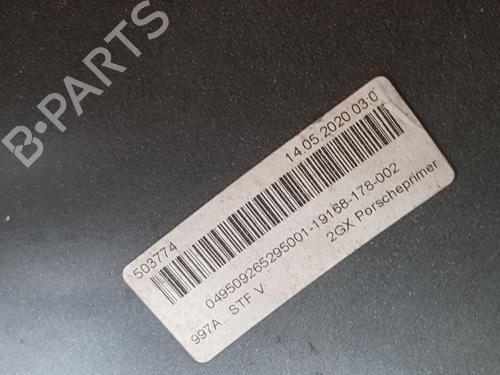 B-PARTS
503774
14.05.2020 03:0
049509265295001-19168-178-002
997A. STF V
2GX Porscheprimer